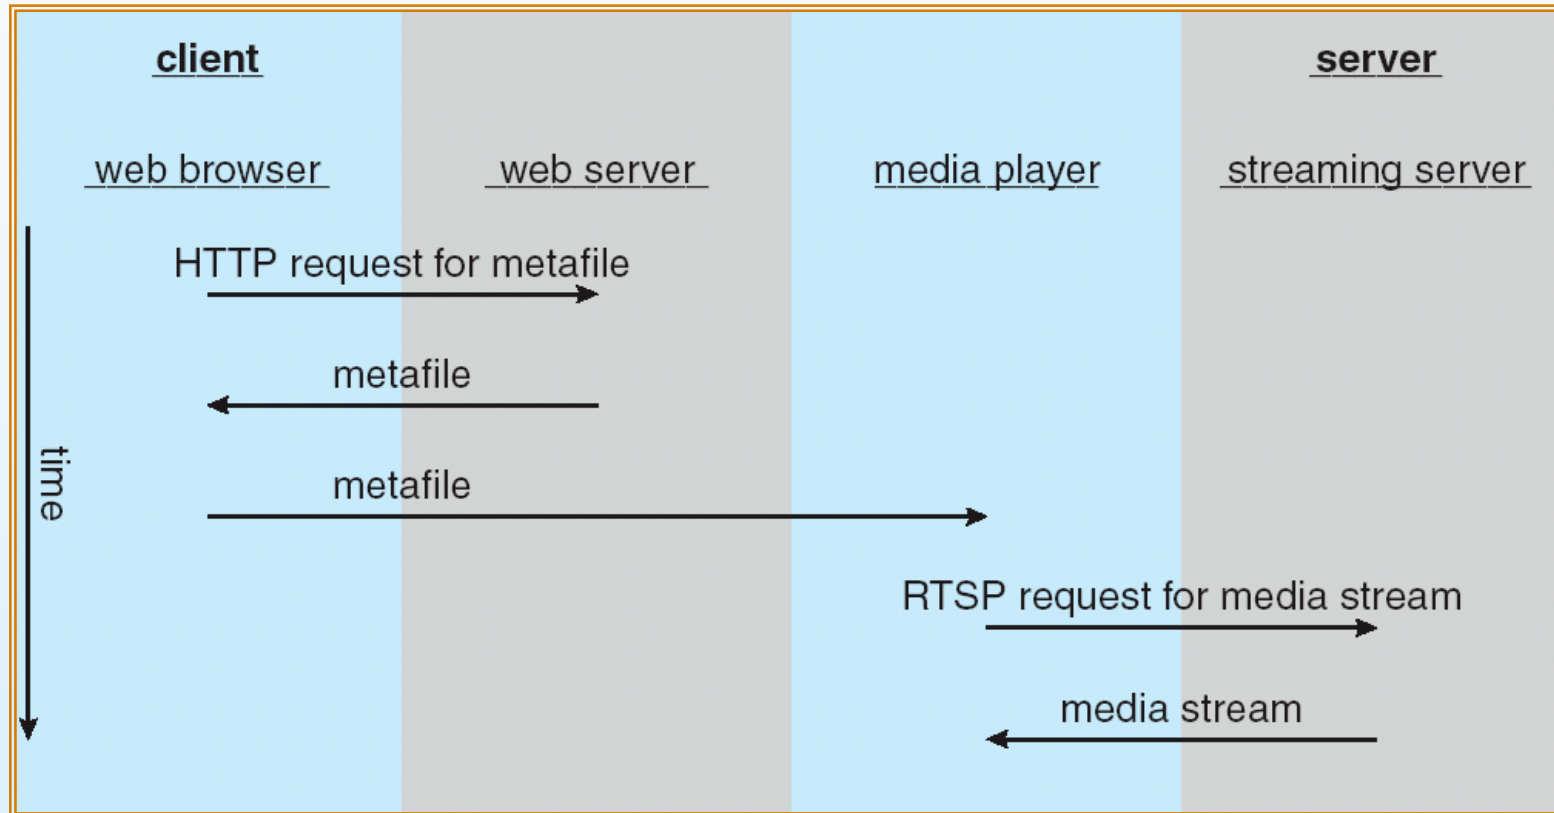 client
server
web browser
web server
media player
streaming server
HTTP request for metafile
metafile
time
metafile
RTSP request for media stream
media stream